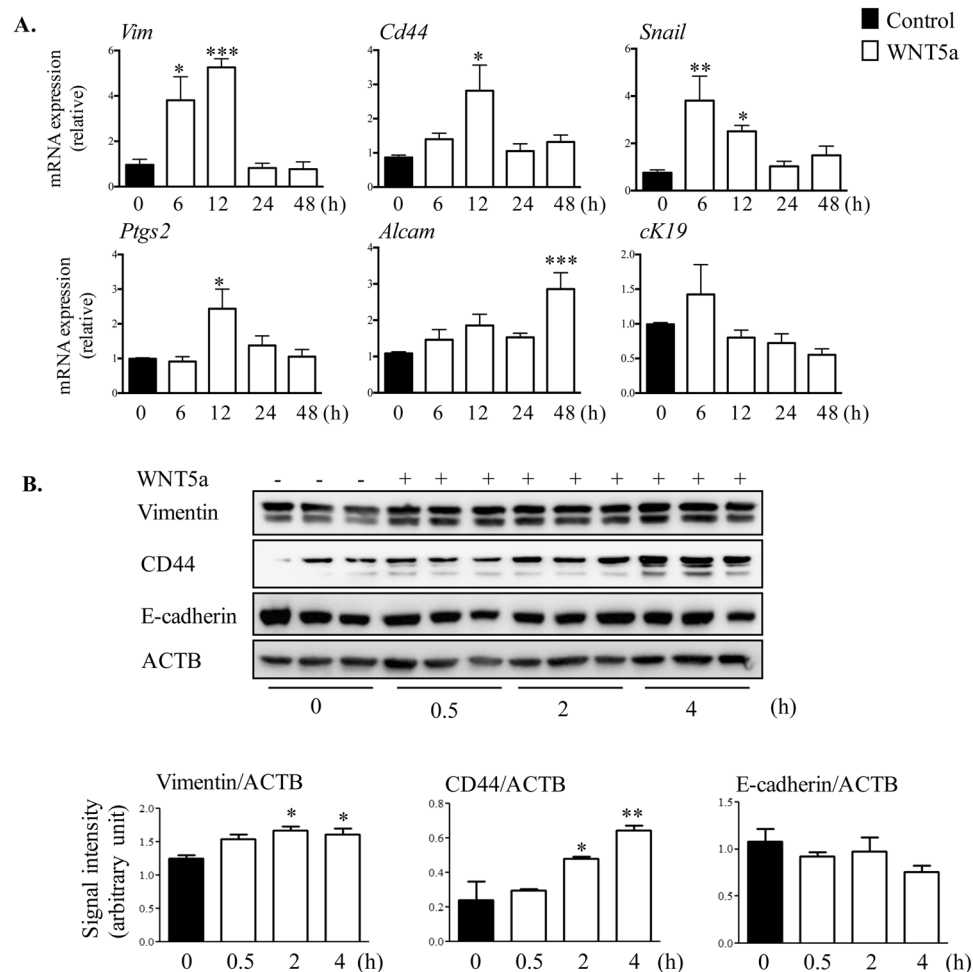 A.
Control
WNT5a
Vim
Cd44
Snail
mRNA expression
(relative)
6
4
2
0
* ***
0 6 12 24 48 (h)
4
3
2
1
0
*
0 6 12 24 48 (h)
6
4
2
0
** *
0 6 12 24 48 (h)
Ptgs2
Alcam
cK19
mRNA expression
(relative)
4
3
2
1
0
*
0 6 12 24 48 (h)
4
3
2
1
0
***
0 6 12 24 48 (h)
2.0
1.5
1.0
0.5
0.0
0 6 12 24 48 (h)
B.
WNT5a - - - + + + + + + + + +
Vimentin
CD44
E-cadherin
ACTB
0 0.5 2 4 (h)
Vimentin/ACTB
CD44/ACTB
E-cadherin/ACTB
Signal intensity
(arbitrary unit)
2.0
1.5
1.0
0.5
0.0
* *
0 0.5 2 4 (h)
0.8
0.6
0.4
0.2
0.0
* **
0 0.5 2 4 (h)
1.5
1.0
0.5
0.0
0 0.5 2 4 (h)